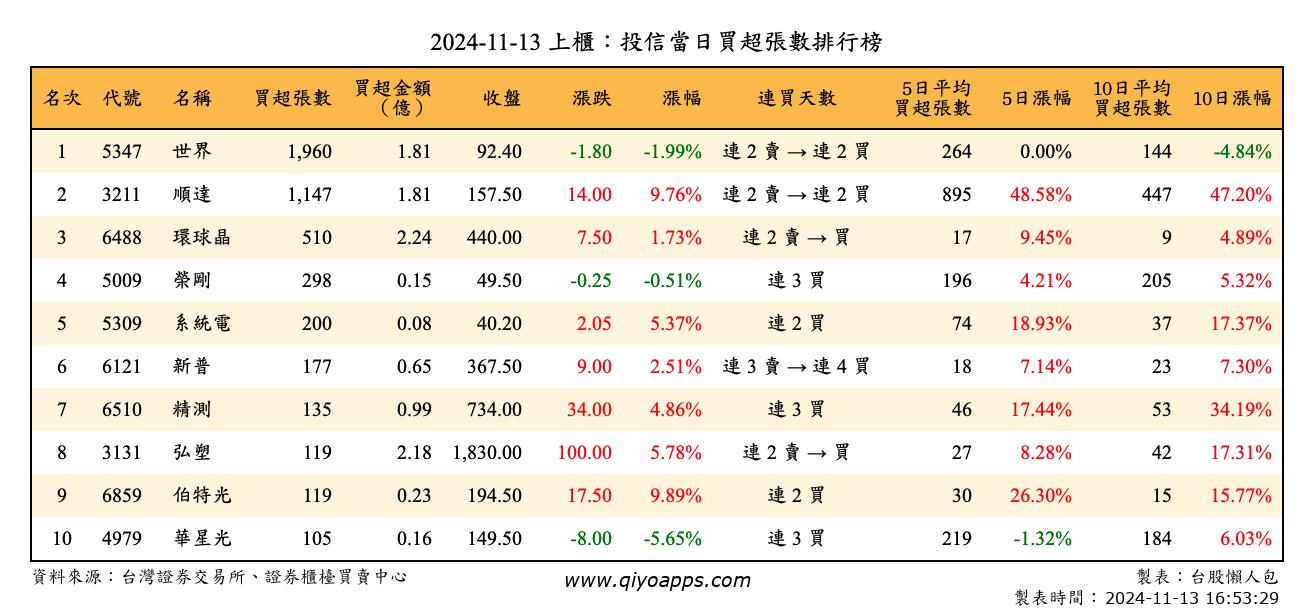 2024-11-13 上櫃：投信當日買超張數排行榜
名次 代號 名稱 買超張數 買超金額（億） 收盤 漲跌 漲幅 連買天數 5日平均買超張數 5日漲幅 10日平均買超張數 10日漲幅
1 5347 世界 1,960 1.81 92.40 -1.80 -1.99% 連 2 賣 → 連 2 買 264 0.00% 144 -4.84%
2 3211 順達 1,147 1.81 157.50 14.00 9.76% 連 2 賣 → 連 2 買 895 48.58% 447 47.20%
3 6488 環球晶 510 2.24 440.00 7.50 1.73% 連 2 賣 → 買 17 9.45% 9 4.89%
4 5009 榮剛 298 0.15 49.50 -0.25 -0.51% 連 3 買 196 4.21% 205 5.32%
5 5309 系統電 200 0.08 40.20 2.05 5.37% 連 2 買 74 18.93% 37 17.37%
6 6121 新普 177 0.65 367.50 9.00 2.51% 連 3 賣 → 連 4 買 18 7.14% 23 7.30%
7 6510 精測 135 0.99 734.00 34.00 4.86% 連 3 買 46 17.44% 53 34.19%
8 3131 弘塑 119 2.18 1,830.00 100.00 5.78% 連 2 賣 → 買 27 8.28% 42 17.31%
9 6859 伯特光 119 0.23 194.50 17.50 9.89% 連 2 買 30 26.30% 15 15.77%
10 4979 華星光 105 0.16 149.50 -8.00 -5.65% 連 3 買 219 -1.32% 184 6.03%
資料來源：台灣證券交易所、證券櫃檯買賣中心 www.qiyoapps.com 製表：台股懶人包
製表時間：2024-11-13 16:53:29